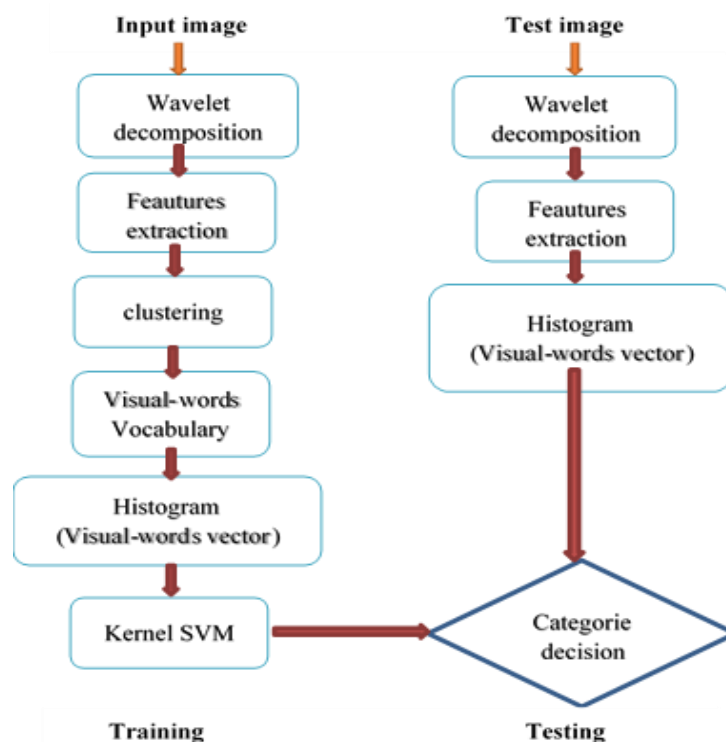 Input image
Wavelet
decomposition
Feautures
extraction
clustering
Visual-words
Vocabulary
Histogram
(Visual-words vector)
Kernel SVM
Training
Test image
Wavelet
decomposition
Feautures
extraction
Histogram
(Visual-words vector)
Categorie
decision
Testing